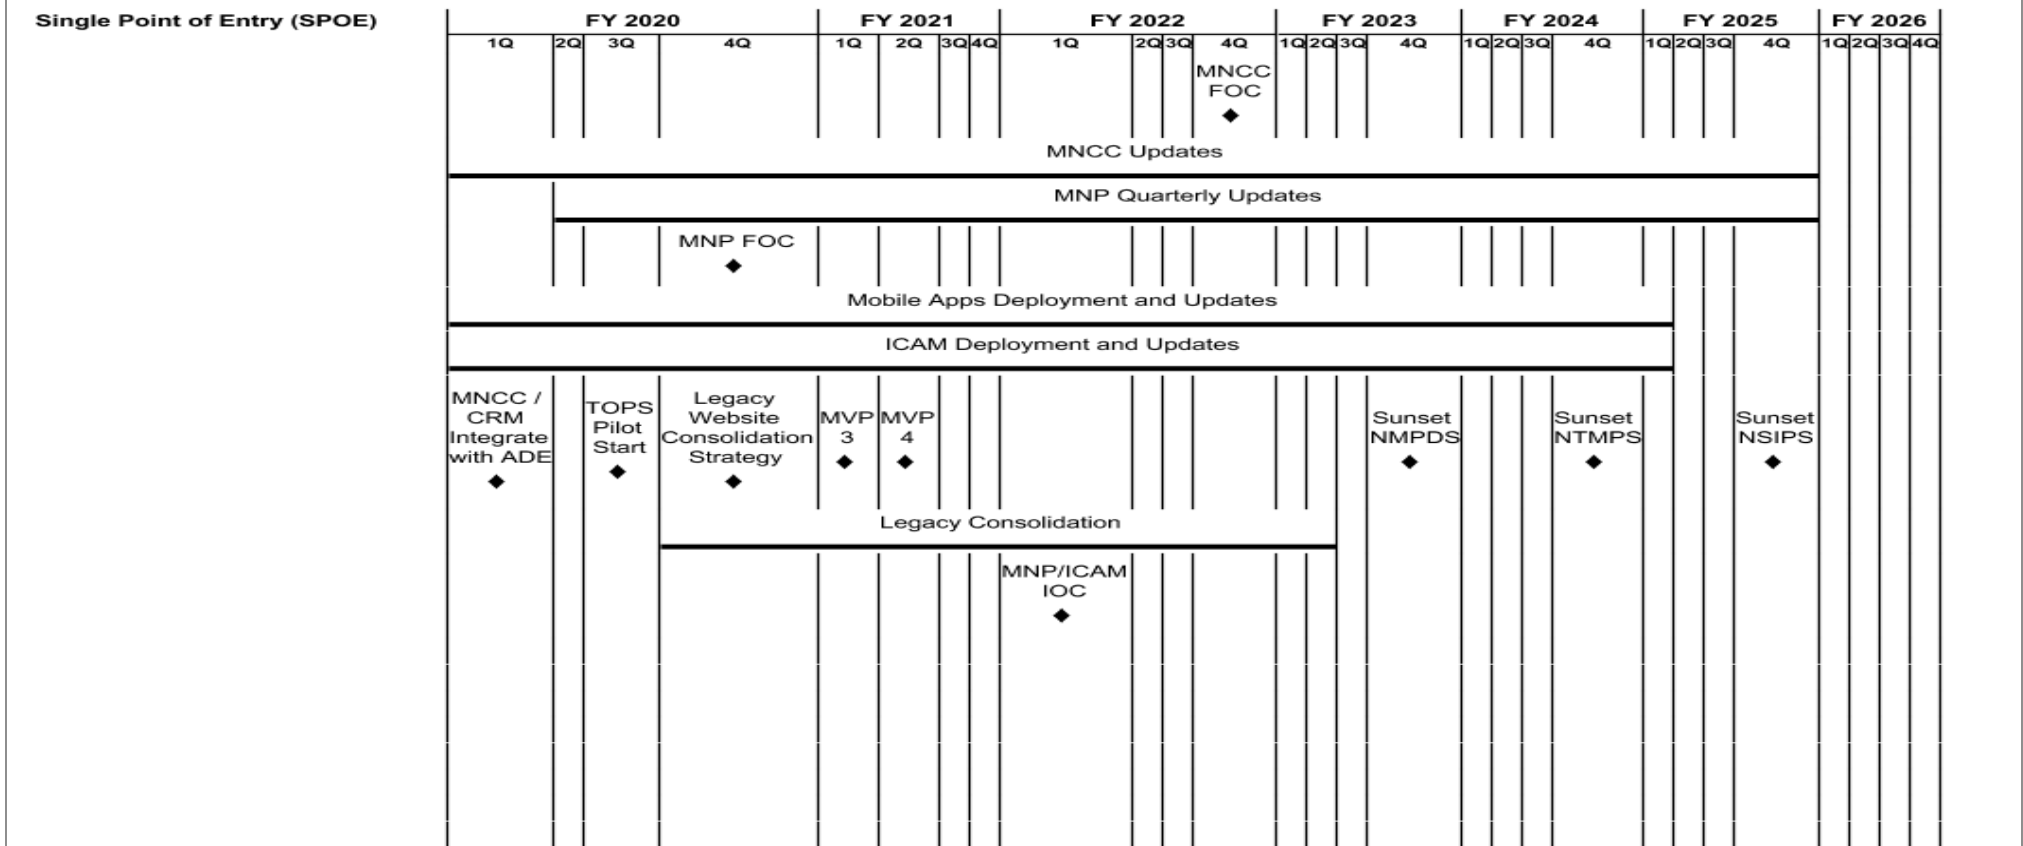 Single Point of Entry (SPOE)
FY 2020 FY 2021 FY 2022 FY 2023 FY 2024 FY 2025 FY 2026
1Q 2Q 3Q 4Q 1Q 2Q 3Q 4Q 1Q 2Q 3Q 4Q 1Q 2Q 3Q 4Q 1Q 2Q 3Q 4Q 1Q 2Q 3Q 4Q 1Q 2Q 3Q 4Q
MNCC
FOC
MNCC Updates
MNP Quarterly Updates
MNP FOC
Mobile Apps Deployment and Updates
ICAM Deployment and Updates
MNCC /
CRM
Integrate
with ADE
TOPS
Pilot
Start
Legacy
Website
Consolidation
Strategy
MVP
3
MVP
4
Sunset
NMPDS
Sunset
NTMPS
Sunset
NSIPS
Legacy Consolidation
MNP/ICAM
IOC